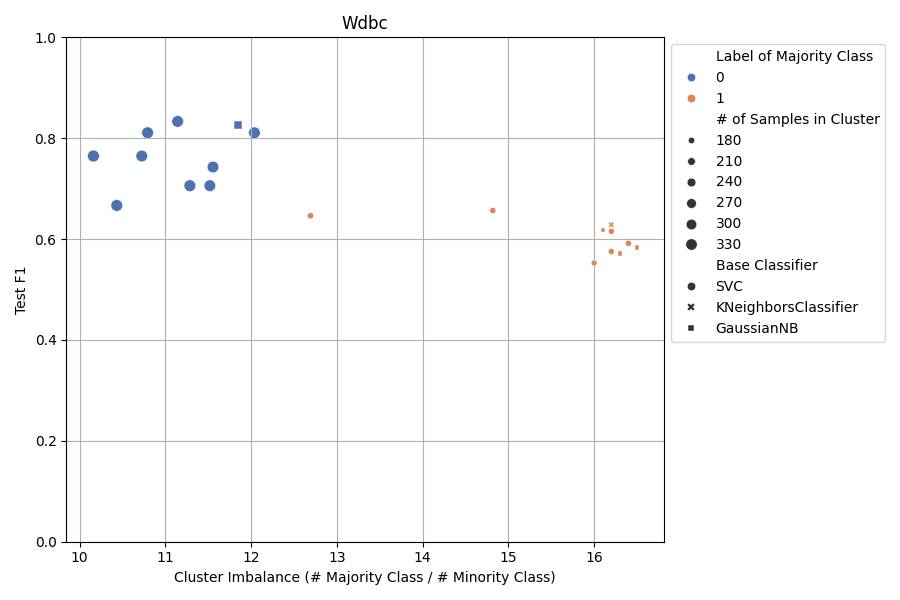 Wdbc
1.0
0.8
0.6
0.4
0.2
0.0
Test F1
10 11 12 13 14 15 16
Cluster Imbalance (# Majority Class / # Minority Class)
Label of Majority Class
0
1
# of Samples in Cluster
180
210
240
270
300
330
Base Classifier
SVC
KNeighborsClassifier
GaussianNB